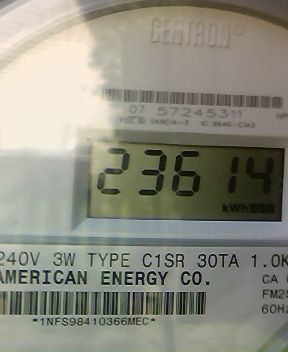 CENTRON®
07 57245311
23614
kWh
240V 3W TYPE C1SR 30TA 1.0K
AMERICAN ENERGY CO.
CA
FM2S
60Hz
*1NFS98410366MEC*